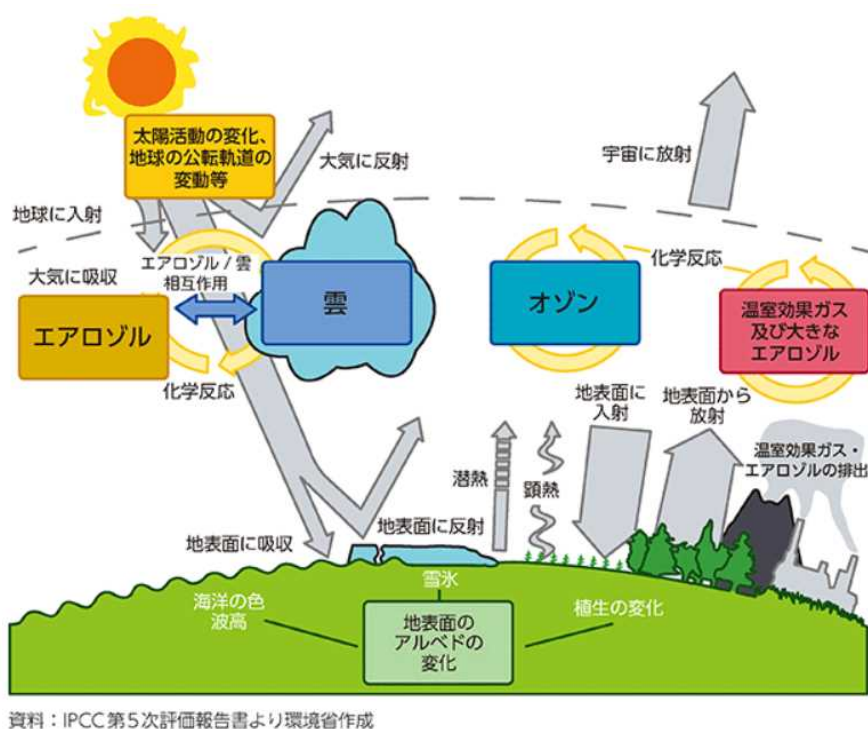 太陽活動の変化、
地球の公転軌道の
変動等
大気に反射
宇宙に放射
地球に入射
大気に吸収
エアロゾル / 雲
相互作用
エアロゾル
雲
化学反応
オゾン
化学反応
温室効果ガス
及び大きな
エアロゾル
地表面に
入射
地表面から
放射
温室効果ガス・
エアロゾルの排出
潜熱
顕熱
地表面に吸収
地表面に反射
雪氷
海洋の色
波高
地表面の
アルベドの
変化
植生の変化
資料：IPCC第5次評価報告書より環境省作成